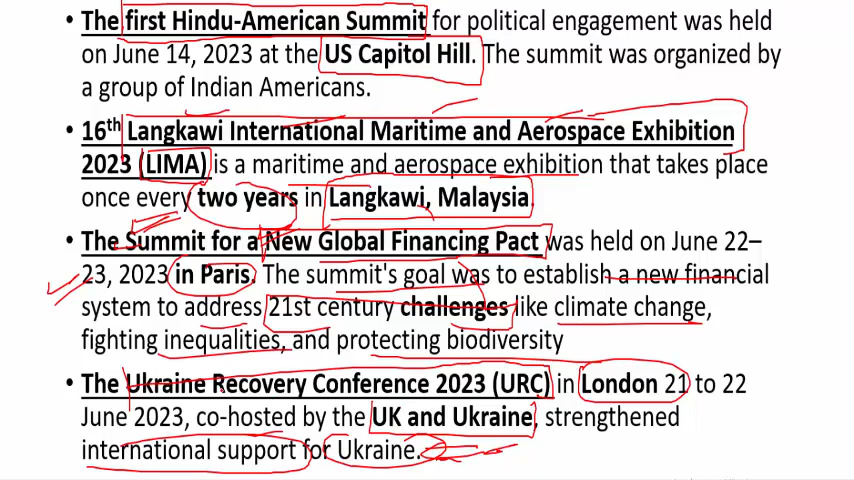 • The first Hindu-American Summit for political engagement was held
on June 14, 2023 at the US Capitol Hill. The summit was organized by
a group of Indian Americans.
• 16th Langkawi International Maritime and Aerospace Exhibition
2023 (LIMA) is a maritime and aerospace exhibition that takes place
once every two years in Langkawi, Malaysia.
• The Summit for a New Global Financing Pact was held on June 22–
23, 2023 in Paris. The summit's goal was to establish a new financial
system to address 21st century challenges like climate change,
fighting inequalities, and protecting biodiversity
• The Ukraine Recovery Conference 2023 (URC) in London 21 to 22
June 2023, co-hosted by the UK and Ukraine, strengthened
international support for Ukraine.